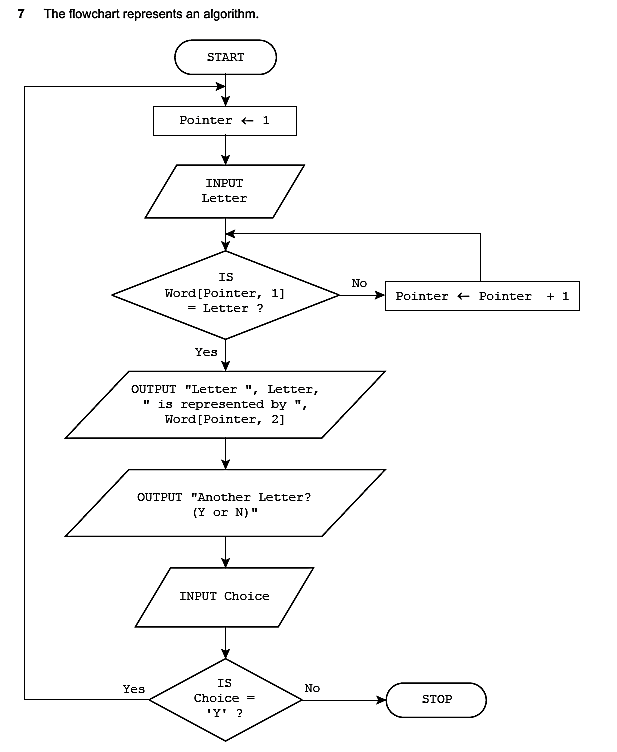 7 The flowchart represents an algorithm.
START
Pointer ← 1
INPUT
Letter
IS
Word[Pointer, 1]
= Letter ?
No
Pointer ← Pointer + 1
Yes
OUTPUT "Letter ", Letter,
" is represented by ",
Word[Pointer, 2]
OUTPUT "Another Letter?
(Y or N)"
INPUT Choice
IS
Choice =
'Y' ?
Yes
No
STOP